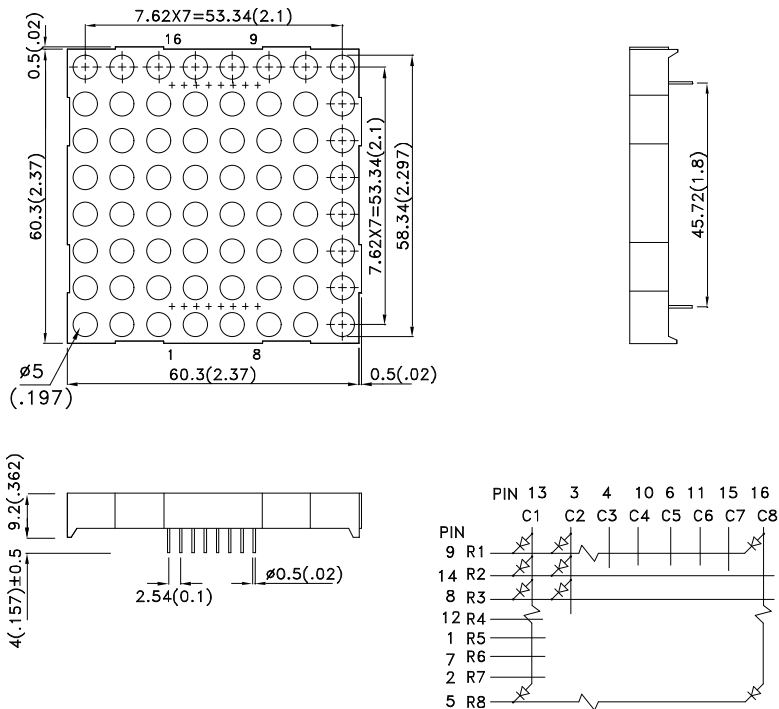 7.62X7=53.34(2.1)
16 9
0.5(.02)
60.3(2.37)
7.62X7=53.34(2.1)
58.34(2.297)
45.72(1.8)
1 8
ø5
(.197)
60.3(2.37)
0.5(.02)
9.2(.362)
4(.157)±0.5
2.54(0.1)
ø0.5(.02)
PIN 13 3 4 10 6 11 15 16
C1 C2 C3 C4 C5 C6 C7 C8
PIN
9 R1
14 R2
8 R3
12 R4
1 R5
7 R6
2 R7
5 R8